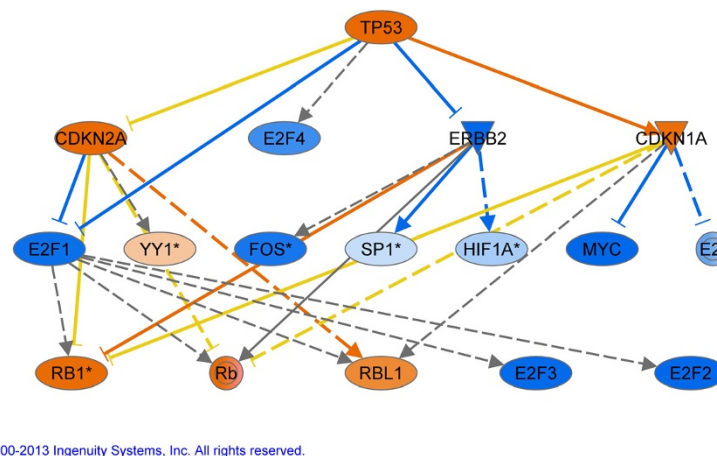 TP53
CDKN2A E2F4 ERBB2 CDKN1A
E2F1 YY1* FOS* SP1* HIF1A* MYC E2
RB1* Rb RBL1 E2F3 E2F2
00-2013 Ingenuity Systems, Inc. All rights reserved.